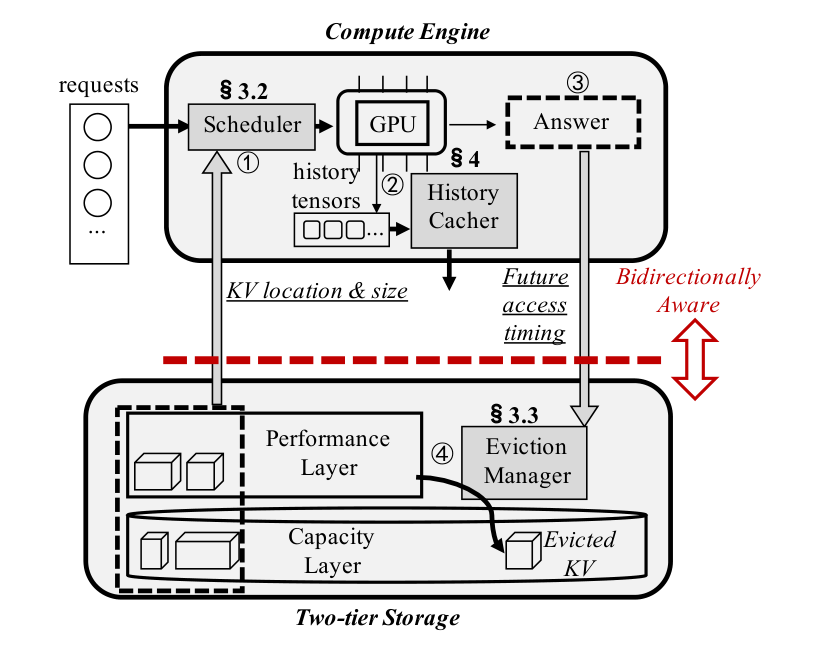 Compute Engine
requests
§ 3.2
Scheduler
①
GPU
③
Answer
history
tensors
②
...
§ 4
History
Cacher
...
KV location & size
Future
access
timing
Bidirectionally
Aware
Performance
Layer
④
§ 3.3
Eviction
Manager
Capacity
Layer
Evicted
KV
Two-tier Storage